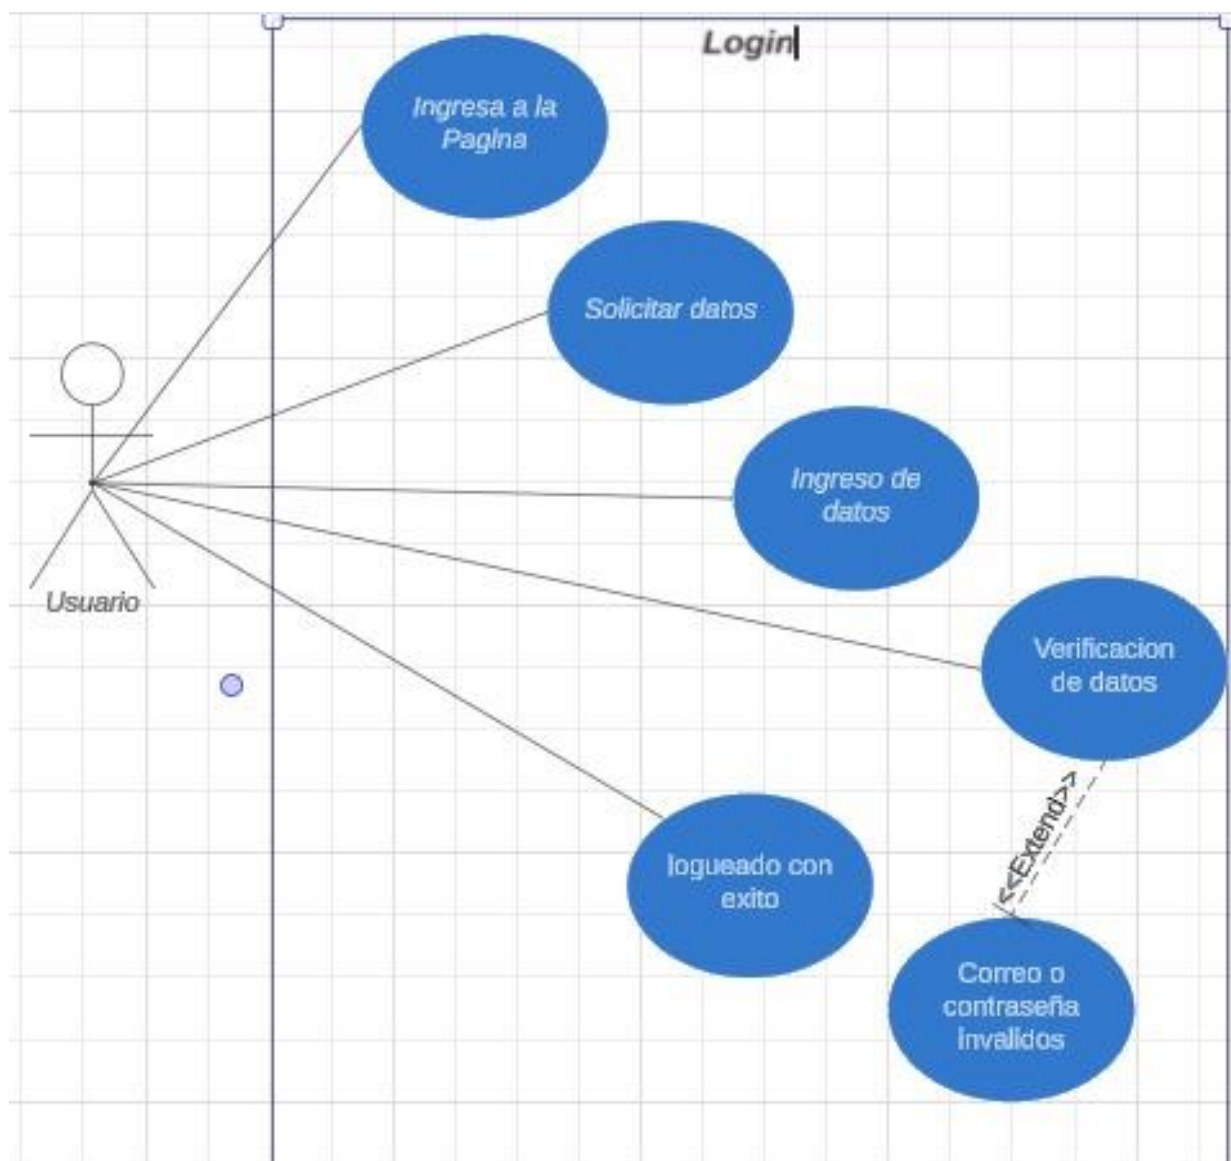 Login
Ingresa a la
Pagina
Solicitar datos
Ingreso de
datos
Usuario
Verificacion
de datos
<<Extend>>
logueado con
exito
Correo o
contraseña
invalidos